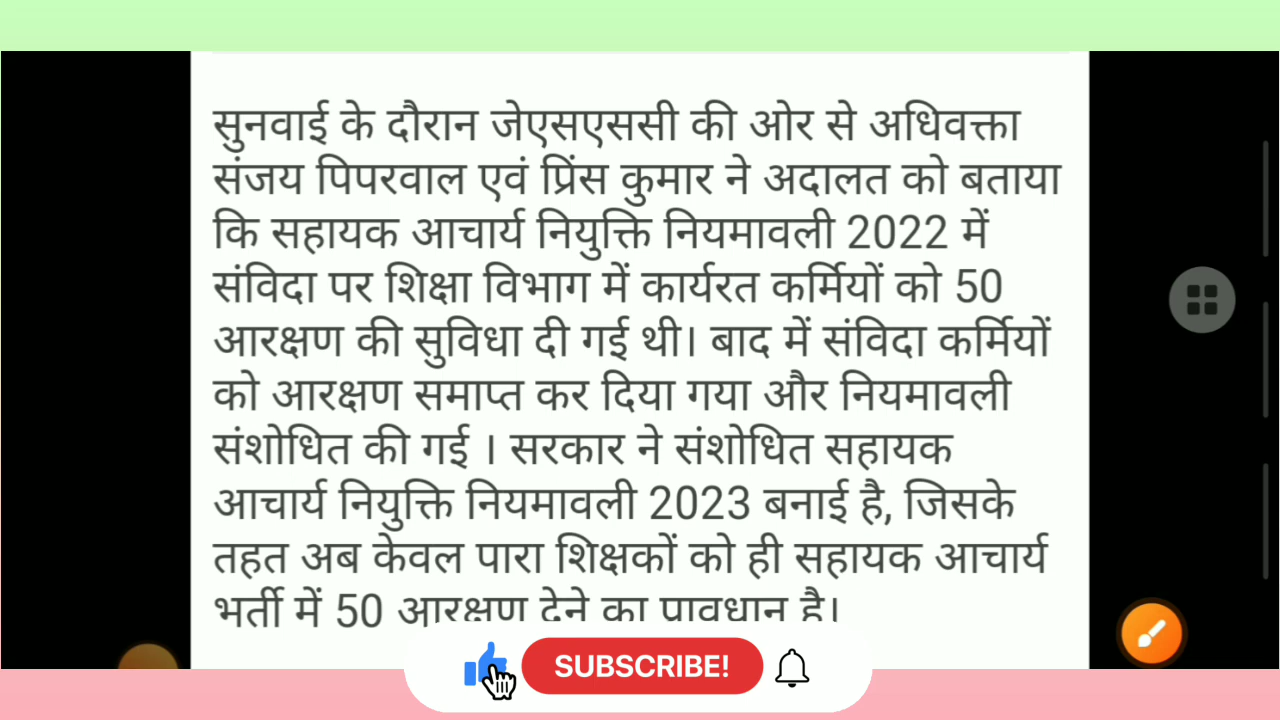 सुनवाई के दौरान जेएसएससी की ओर से अधिवक्ता
संजय पिपरवाल एवं प्रिंस कुमार ने अदालत को बताया
कि सहायक आचार्य नियुक्ति नियमावली 2022 में
संविदा पर शिक्षा विभाग में कार्यरत कर्मियों को 50
आरक्षण की सुविधा दी गई थी। बाद में संविदा कर्मियों
को आरक्षण समाप्त कर दिया गया और नियमावली
संशोधित की गई । सरकार ने संशोधित सहायक
आचार्य नियुक्ति नियमावली 2023 बनाई है, जिसके
तहत अब केवल पारा शिक्षकों को ही सहायक आचार्य
भर्ती में 50 आरक्षण देने का प्रावधान है।
SUBSCRIBE!